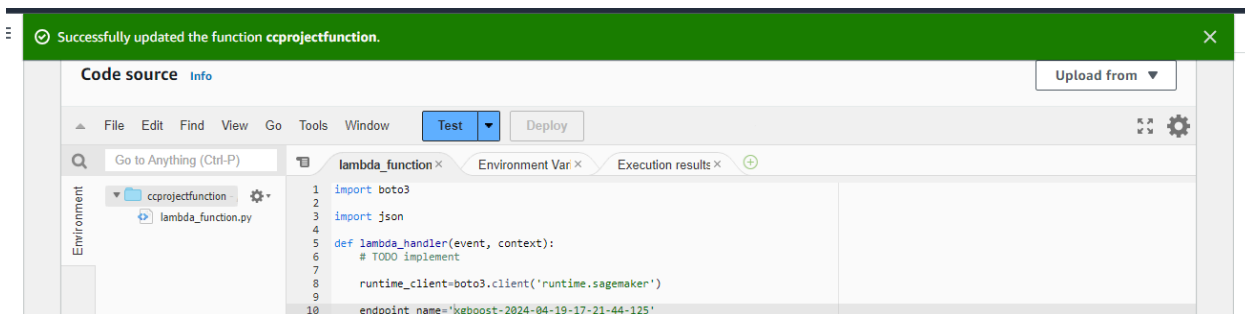 Successfully updated the function ccprojectfunction.
Code source Info
Upload from
File Edit Find View Go Tools Window Test Deploy
Go to Anything (Ctrl-P)
lambda_function Environment Vari Execution results
Environment
ccprojectfunction -
lambda_function.py
1 import boto3
2
3 import json
4
5 def lambda_handler(event, context):
6 # TODO implement
7
8 runtime_client=boto3.client('runtime.sagemaker')
9
10 endpoint_name='xgboost-2024-04-19-17-21-44-125'